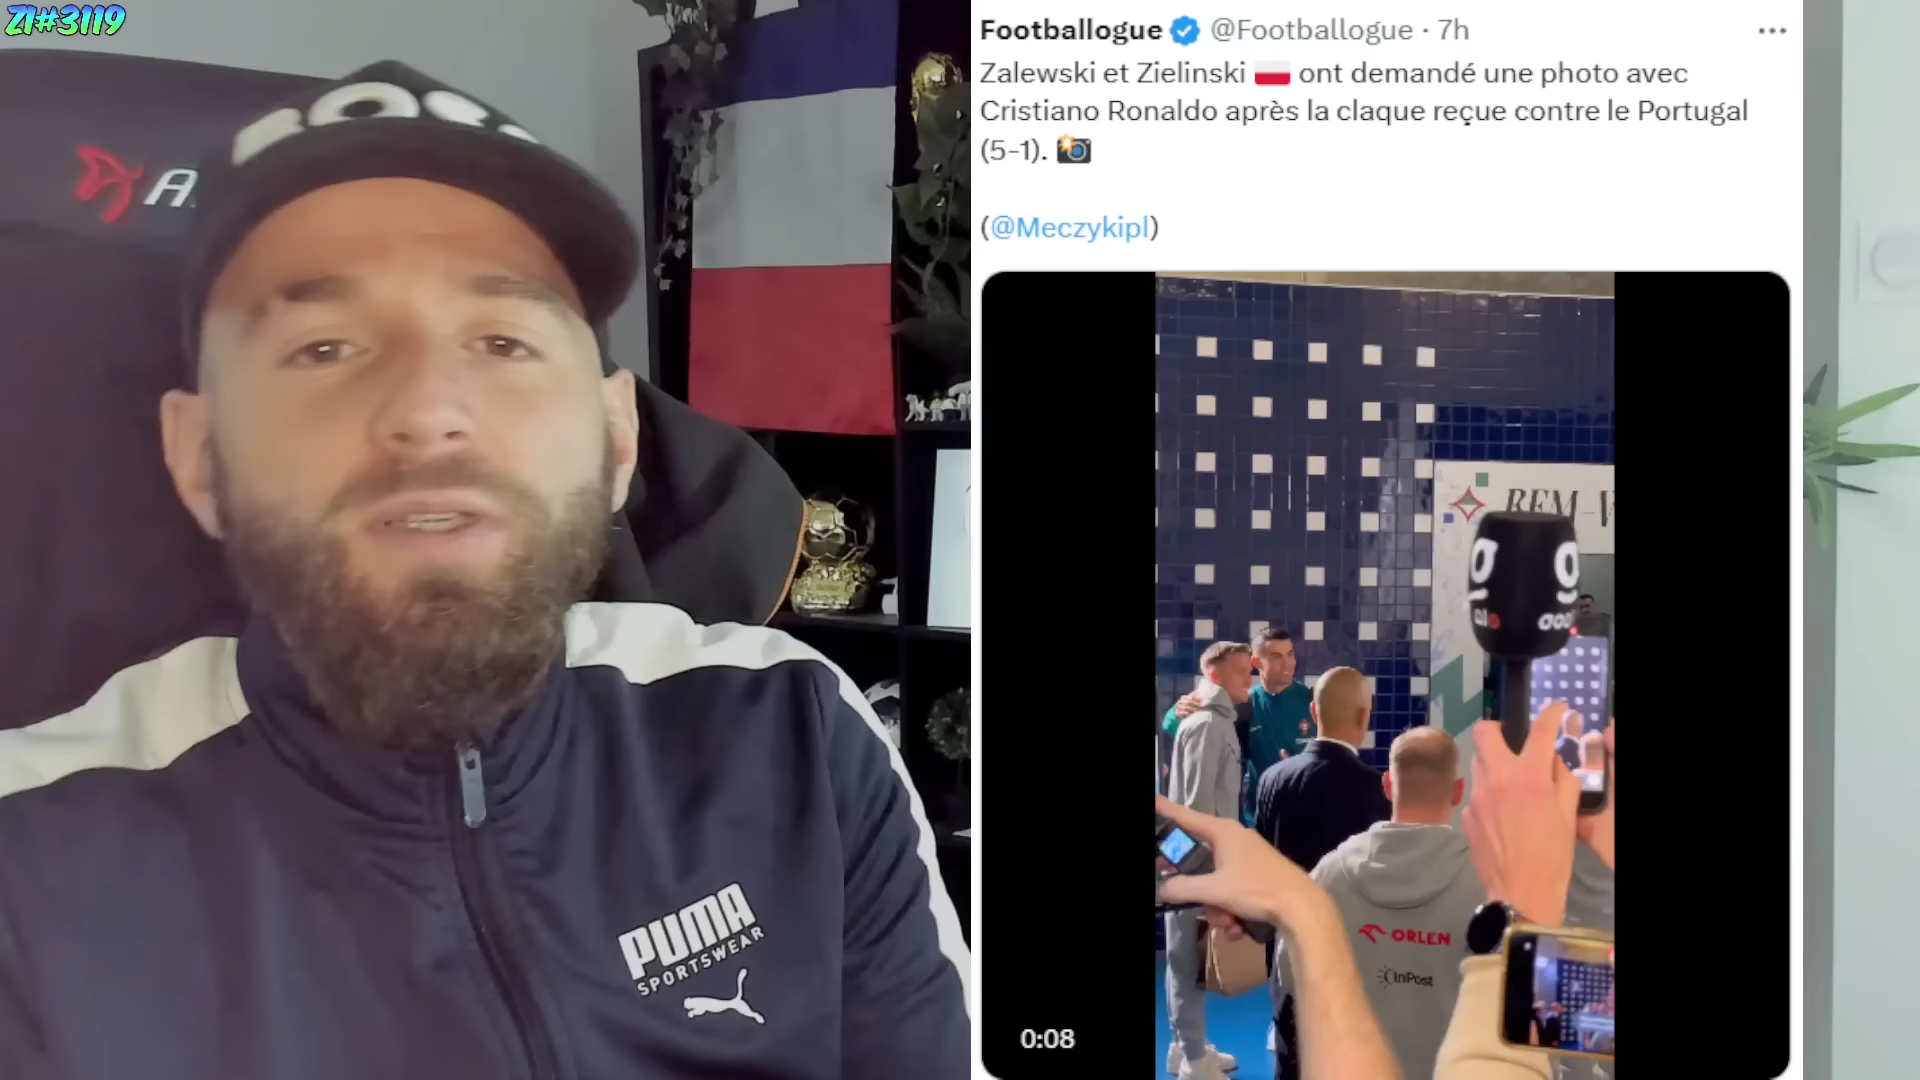 ZI#3119
Footballogue @Footballogue · 7h
Zalewski et Zielinski ont demandé une photo avec
Cristiano Ronaldo après la claque reçue contre le Portugal
(5-1).
(@Meczykipl)
A
BEM-V
ORLEN
InPost
0:08
PUMA
SPORTSWEAR